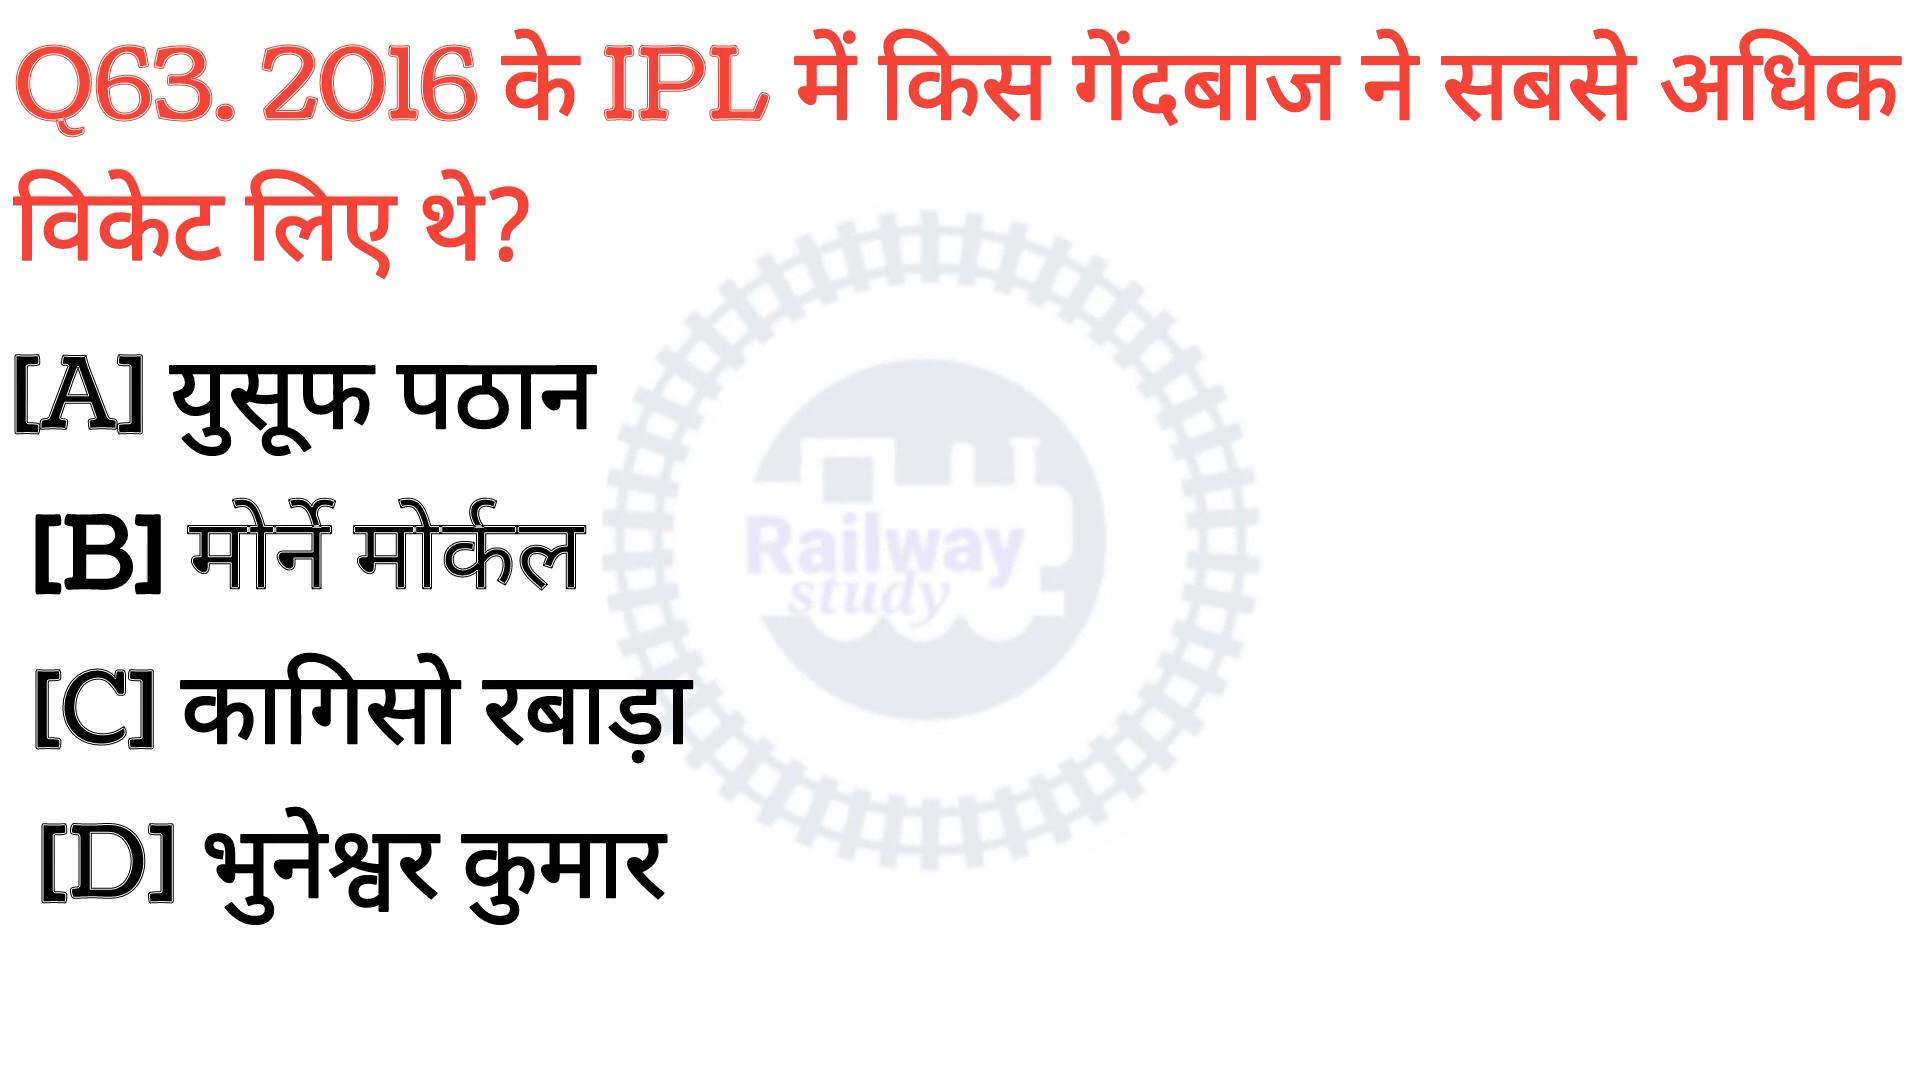 Q63. 2016 के IPL में किस गेंदबाज ने सबसे अधिक
विकेट लिए थे?
[A] युसूफ पठान
[B] मोर्ने मोर्कल
Railway
study
[C] कागिसो रबाड़ा
[D] भुनेश्वर कुमार